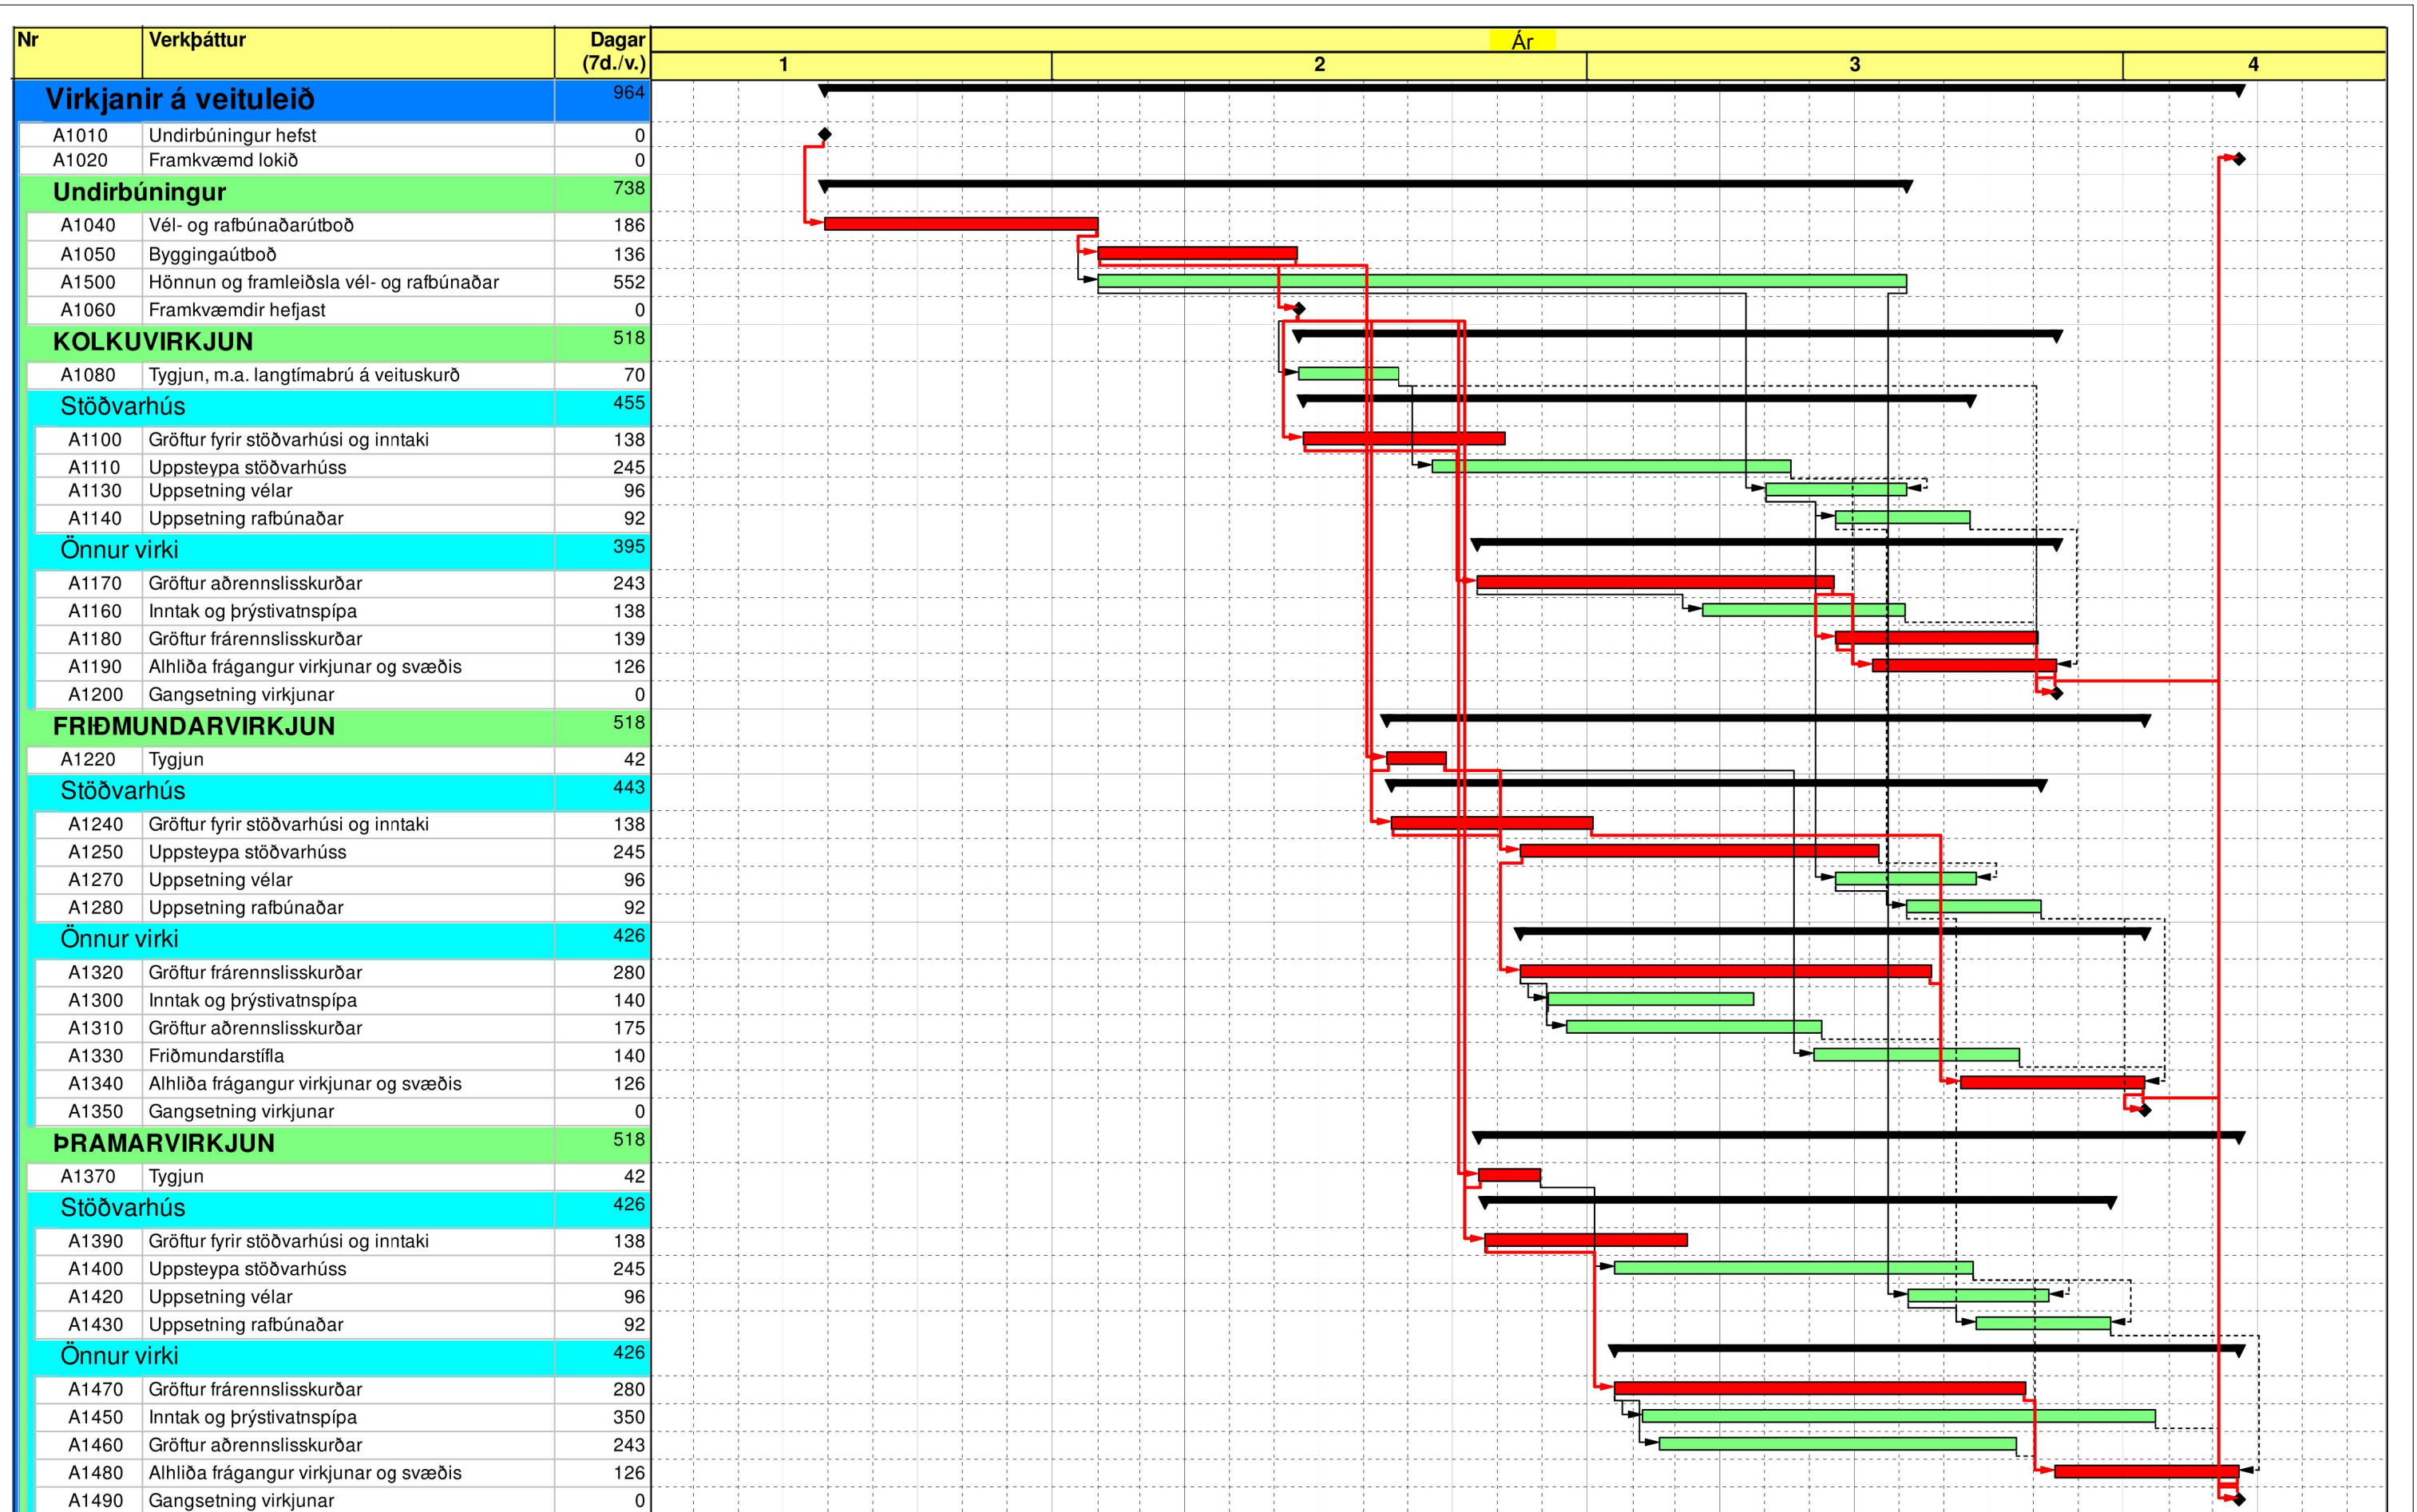 Nr Verkþáttur Dagar (7d./v.) Ár
1 2 3 4
Virkjanir á veituleið 964
A1010 Undirbúningur hefst 0
A1020 Framkvæmd lokið 0
Undirbúningur 738
A1040 Vél- og rafbúnaðarútboð 186
A1050 Byggingaútboð 136
A1500 Hönnun og framleiðsla vél- og rafbúnaðar 552
A1060 Framkvæmdir hefjast 0
KOLKUVIRKJUN 518
A1080 Tygjun, m.a. langtímabrú á veituskurð 70
Stöðvarhús 455
A1100 Gröftur fyrir stöðvarhúsi og inntaki 138
A1110 Uppsteypa stöðvarhúss 245
A1130 Uppsetning vélar 96
A1140 Uppsetning rafbúnaðar 92
Önnur virki 395
A1170 Gröftur aðrennslisskurðar 243
A1160 Inntak og þrýstivatnspípa 138
A1180 Gröftur frárennslisskurðar 139
A1190 Alhliða frágangur virkjunar og svæðis 126
A1200 Gangsetning virkjunar 0
FRIÐMUNDARVIRKJUN 518
A1220 Tygjun 42
Stöðvarhús 443
A1240 Gröftur fyrir stöðvarhúsi og inntaki 138
A1250 Uppsteypa stöðvarhúss 245
A1270 Uppsetning vélar 96
A1280 Uppsetning rafbúnaðar 92
Önnur virki 426
A1320 Gröftur frárennslisskurðar 280
A1300 Inntak og þrýstivatnspípa 140
A1310 Gröftur aðrennslisskurðar 175
A1330 Friðmundarstífla 140
A1340 Alhliða frágangur virkjunar og svæðis 126
A1350 Gangsetning virkjunar 0
ÞRAMARVIRKJUN 518
A1370 Tygjun 42
Stöðvarhús 426
A1390 Gröftur fyrir stöðvarhúsi og inntaki 138
A1400 Uppsteypa stöðvarhúss 245
A1420 Uppsetning vélar 96
A1430 Uppsetning rafbúnaðar 92
Önnur virki 426
A1470 Gröftur frárennslisskurðar 280
A1450 Inntak og þrýstivatnspípa 350
A1460 Gröftur aðrennslisskurðar 243
A1480 Alhliða frágangur virkjunar og svæðis 126
A1490 Gangsetning virkjunar 0